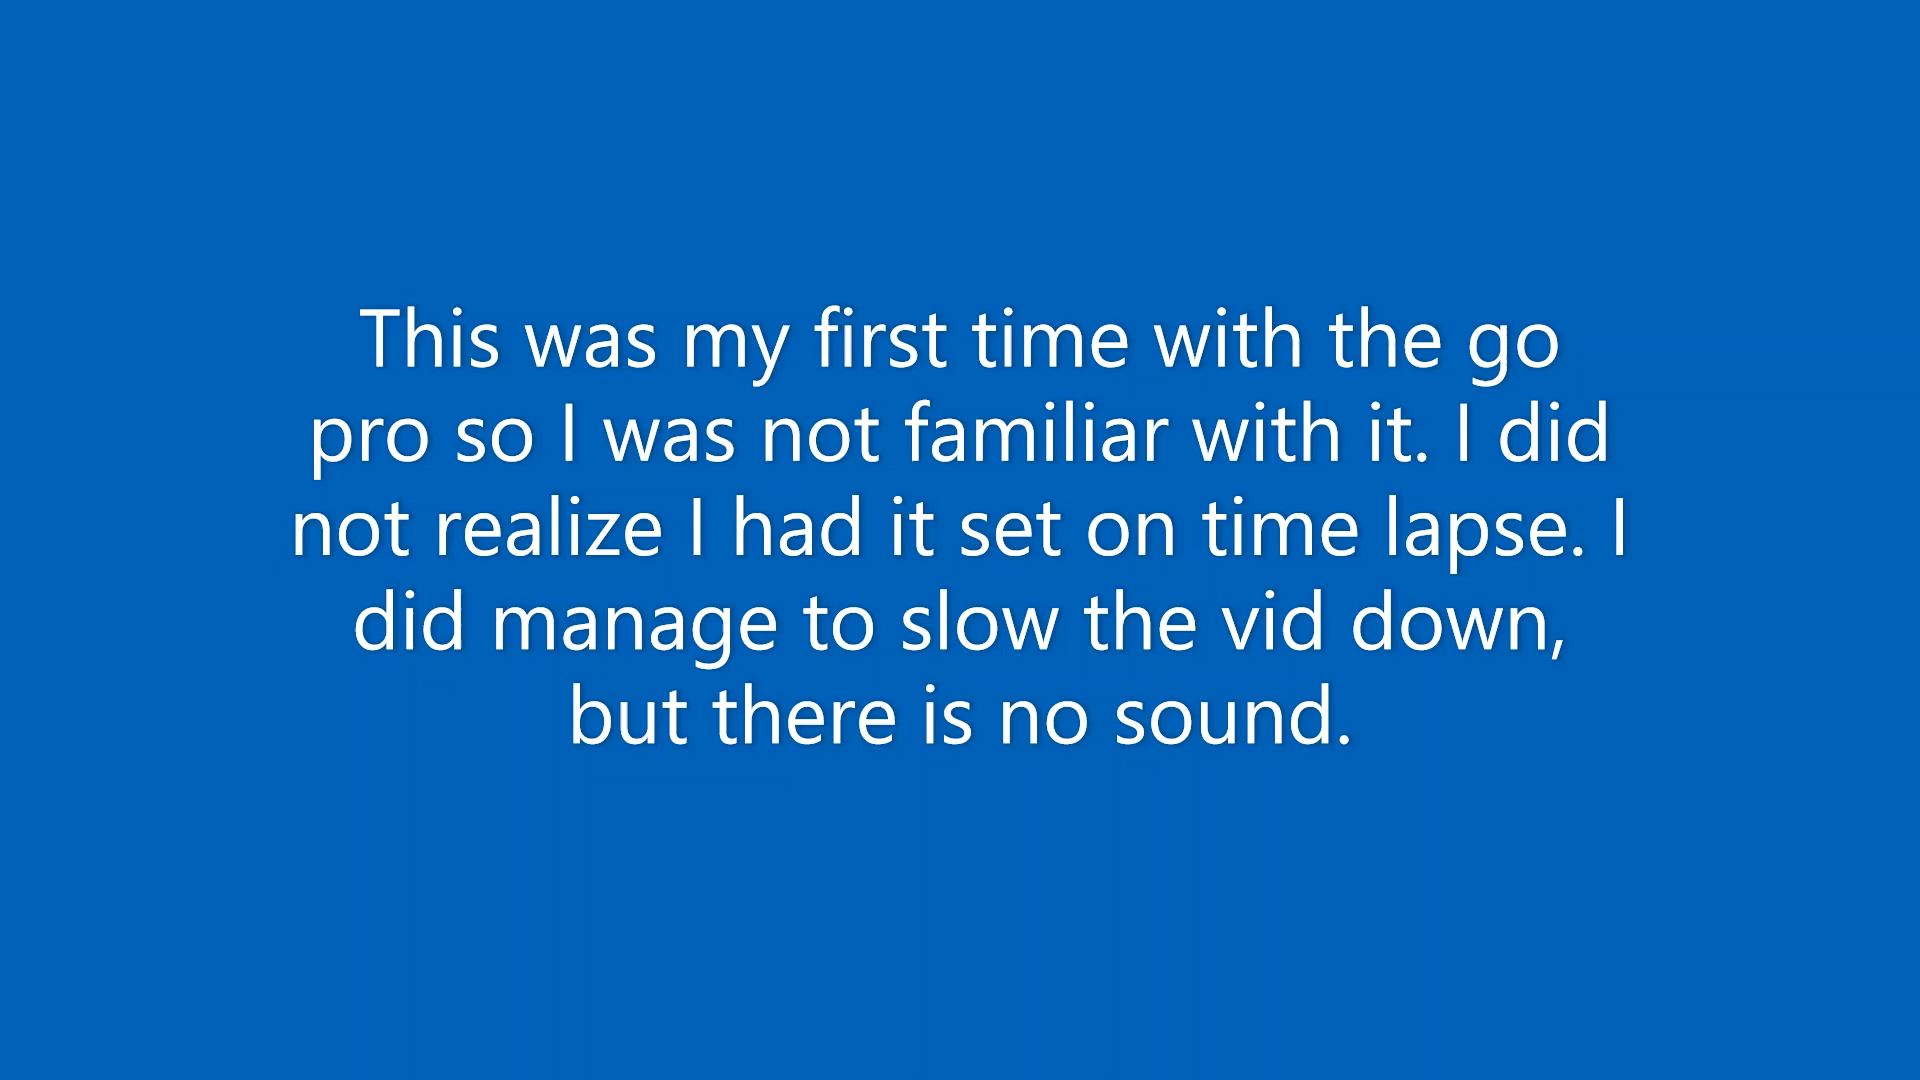 This was my first time with the go
pro so I was not familiar with it. I did
not realize I had it set on time lapse. I
did manage to slow the vid down,
but there is no sound.